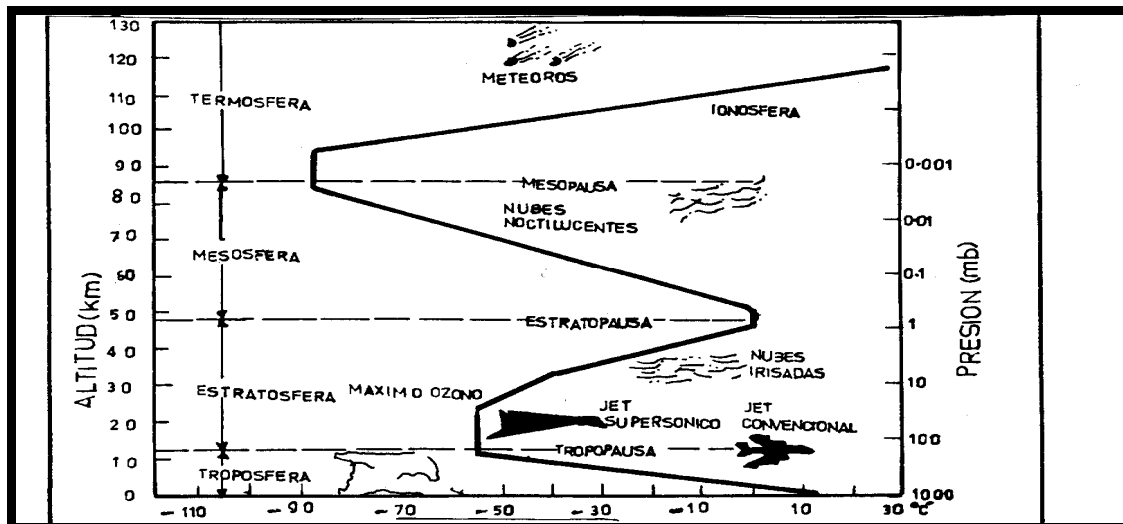 130
120
110
100
90
80
70
60
50
40
30
20
10
0
ALTITUD (km)
METEOROS
TERMOSFERA
IONOSFERA
MESOPAUSA
NUBES
NOCTILUCENTES
MESOSFERA
ESTRATOPAUSA
NUBES
IRISADAS
ESTRATOSFERA
MAXIMO OZONO
JET
SUPERSONICO
JET
CONVENCIONAL
TROPOPAUSA
TROPOSFERA
0.001
0.01
0.1
1
10
100
1000
PRESION (mb)
-110 -90 -70 -50 -30 -10 10 30 °C